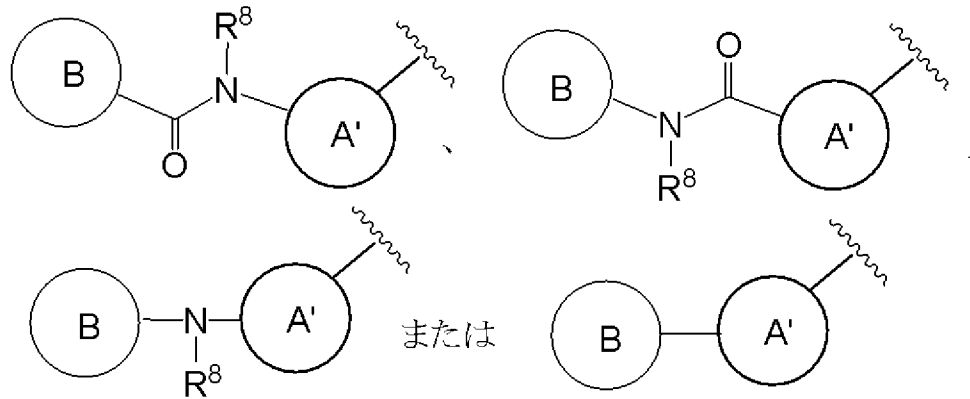 R⁸ O
B N A' 、 B N A' 、
O R⁸
B N A' または B A'
R⁸